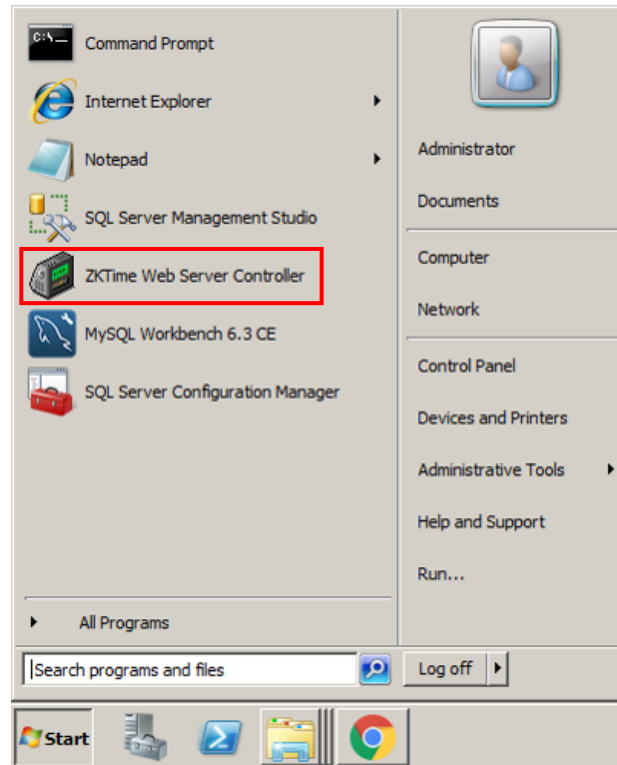 C:\
Command Prompt
Internet Explorer
Notepad
SQL Server Management Studio
ZKTime Web Server Controller
MySQL Workbench 6.3 CE
SQL Server Configuration Manager
All Programs
Search programs and files
Administrator
Documents
Computer
Network
Control Panel
Devices and Printers
Administrative Tools
Help and Support
Run...
Log off
Start